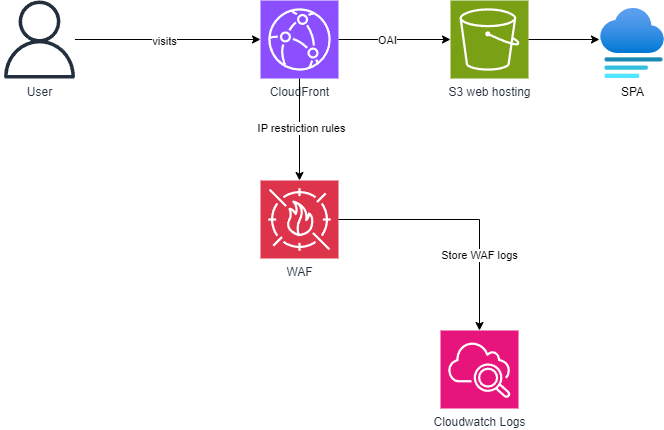 visits
OAI
User
CloudFront
S3 web hosting
SPA
IP restriction rules
WAF
Store WAF logs
Cloudwatch Logs